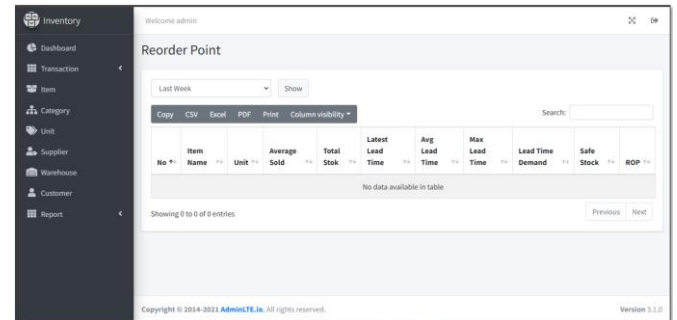 Inventory
Welcome admin
Dashboard
Transaction
Item
Category
Unit
Supplier
Warehouse
Customer
Report
Reorder Point
Last Week
Show
Copy CSV Excel PDF Print Column visibility
Search:
No Item Name Unit Average Sold Total Stok Latest Lead Time Avg Lead Time Max Lead Time Lead Time Demand Safe Stock ROP
No data available in table
Showing 0 to 0 of 0 entries
Previous Next
Copyright © 2014-2021 AdminLTE.io. All rights reserved.
Version 3.1.0